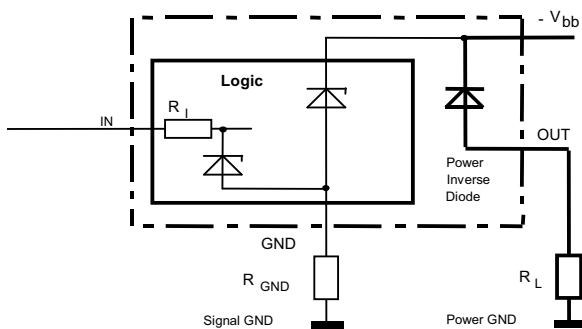 - V bb
Logic
R I
IN
OUT
Power
Inverse
Diode
GND
R GND
R L
Signal GND
Power GND